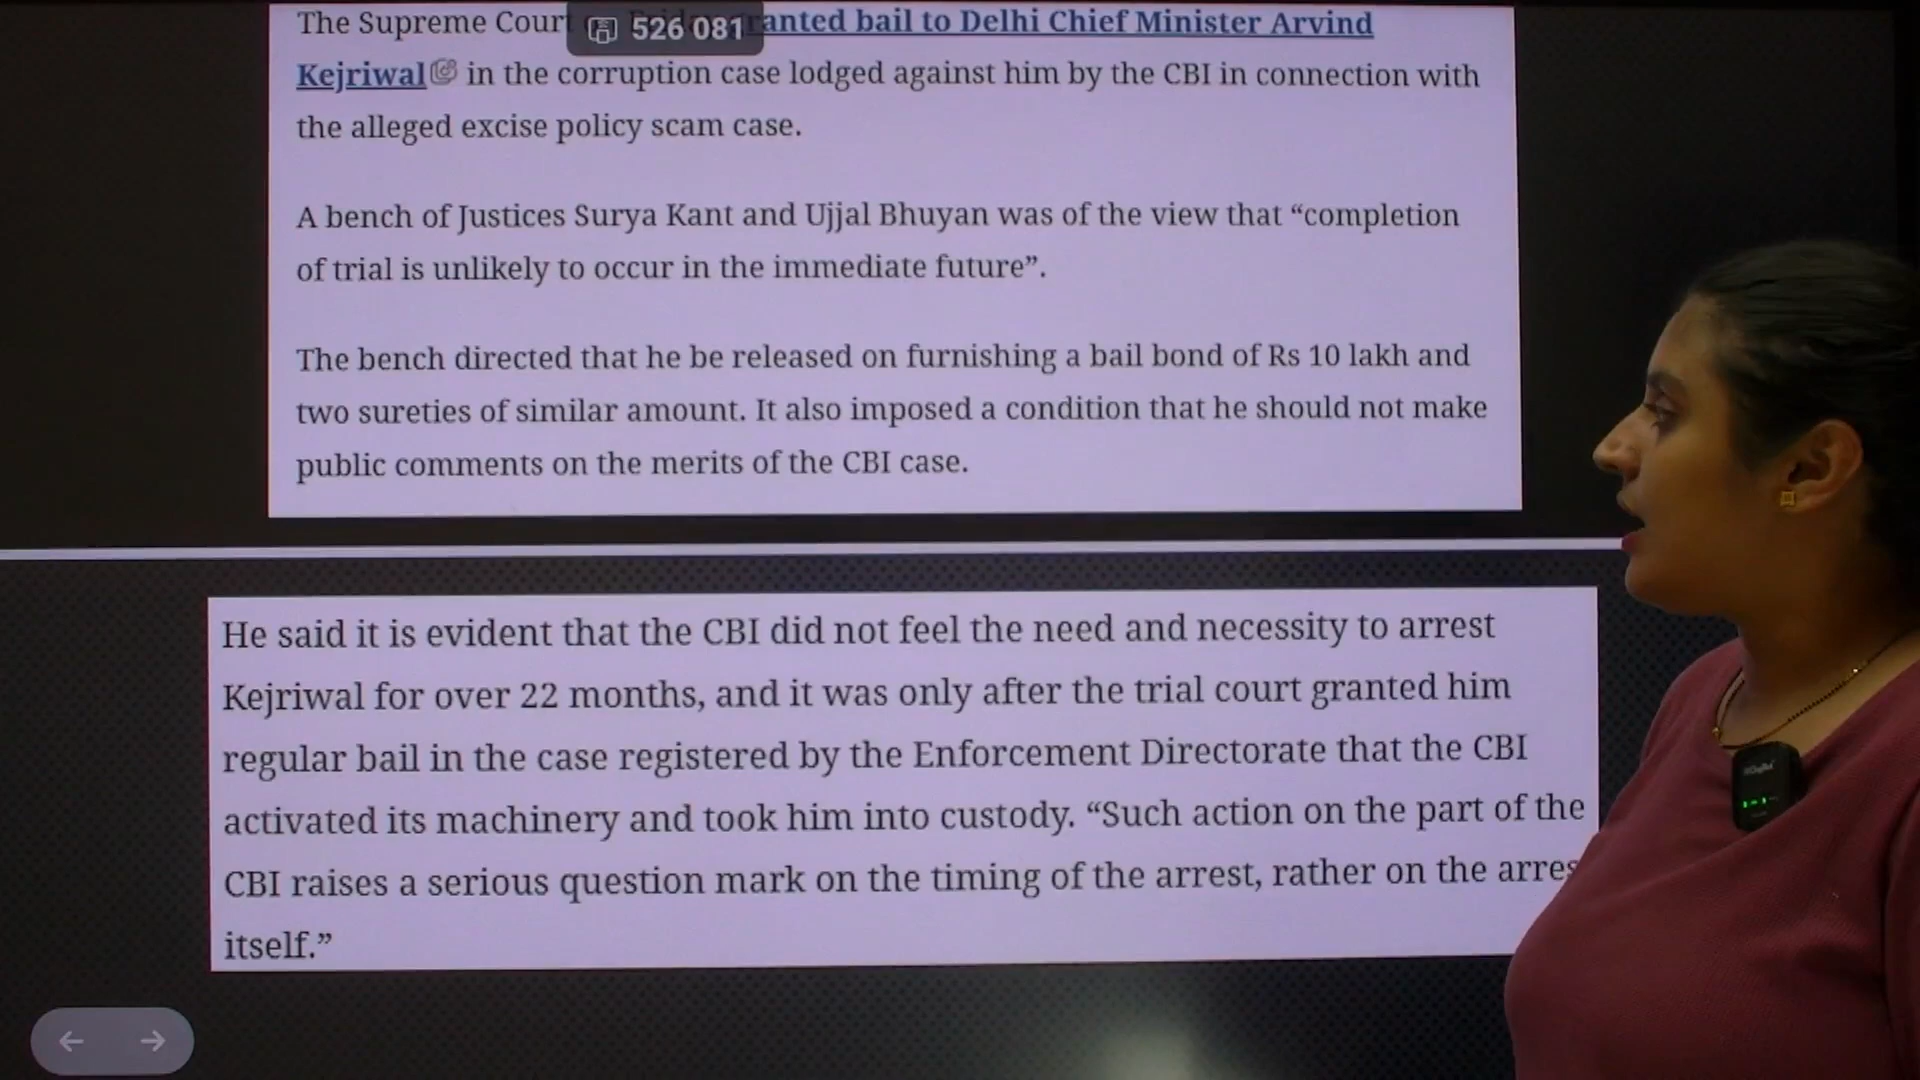 The Supreme Cour
526 081
anted bail to Delhi Chief Minister Arvind
Kejriwal in the corruption case lodged against him by the CBI in connection with
the alleged excise policy scam case.
A bench of Justices Surya Kant and Ujjal Bhuyan was of the view that “completion
of trial is unlikely to occur in the immediate future”.
The bench directed that he be released on furnishing a bail bond of Rs 10 lakh and
two sureties of similar amount. It also imposed a condition that he should not make
public comments on the merits of the CBI case.
He said it is evident that the CBI did not feel the need and necessity to arrest
Kejriwal for over 22 months, and it was only after the trial court granted him
regular bail in the case registered by the Enforcement Directorate that the CBI
activated its machinery and took him into custody. “Such action on the part of the
CBI raises a serious question mark on the timing of the arrest, rather on the arres
itself.”